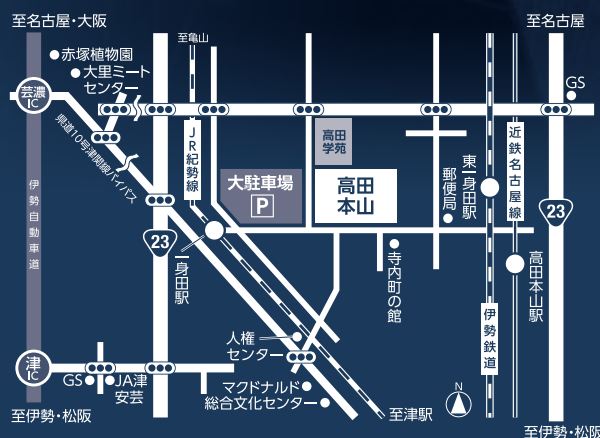 至名古屋・大阪
至名古屋
赤塚植物園
大里ミート
センター
至亀山
GS
芸濃
IC
県道10号津関線バイパス
JR紀勢線
高田
学苑
近鉄名古屋線
東一身田駅
郵便局
大駐車場
P
高田
本山
伊勢自動車道
23
23
一身田駅
寺内町の館
高田本山駅
伊勢鉄道
人権
センター
津
IC
GS
JA津
安芸
マクドナルド
総合文化センター
N
至津駅
至伊勢・松阪
至伊勢・松阪